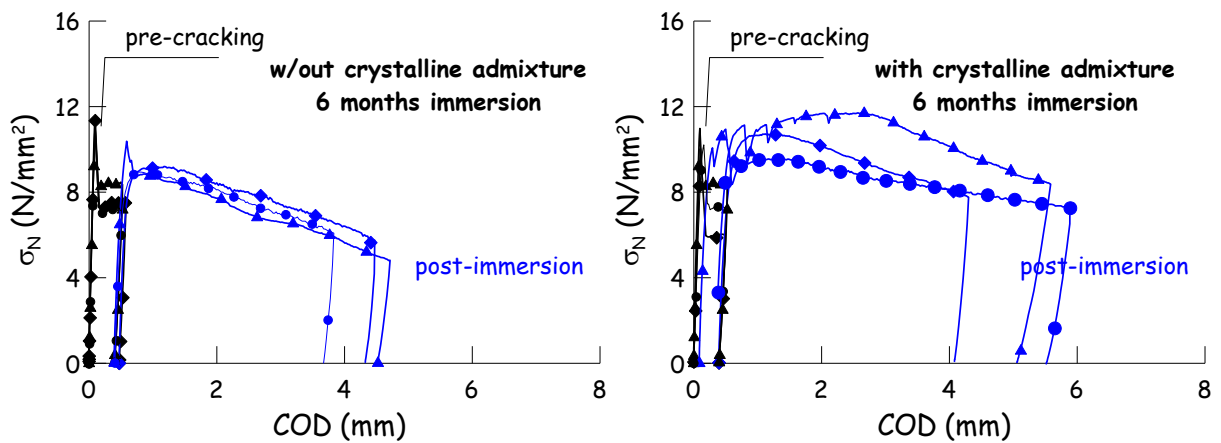 16
pre-cracking
w/out crystalline admixture
6 months immersion
12
8
4
0
σN (N/mm²)
post-immersion
0 2 4 6 8
COD (mm)
16
pre-cracking
with crystalline admixture
6 months immersion
12
8
4
0
σN (N/mm²)
post-immersion
0 2 4 6 8
COD (mm)